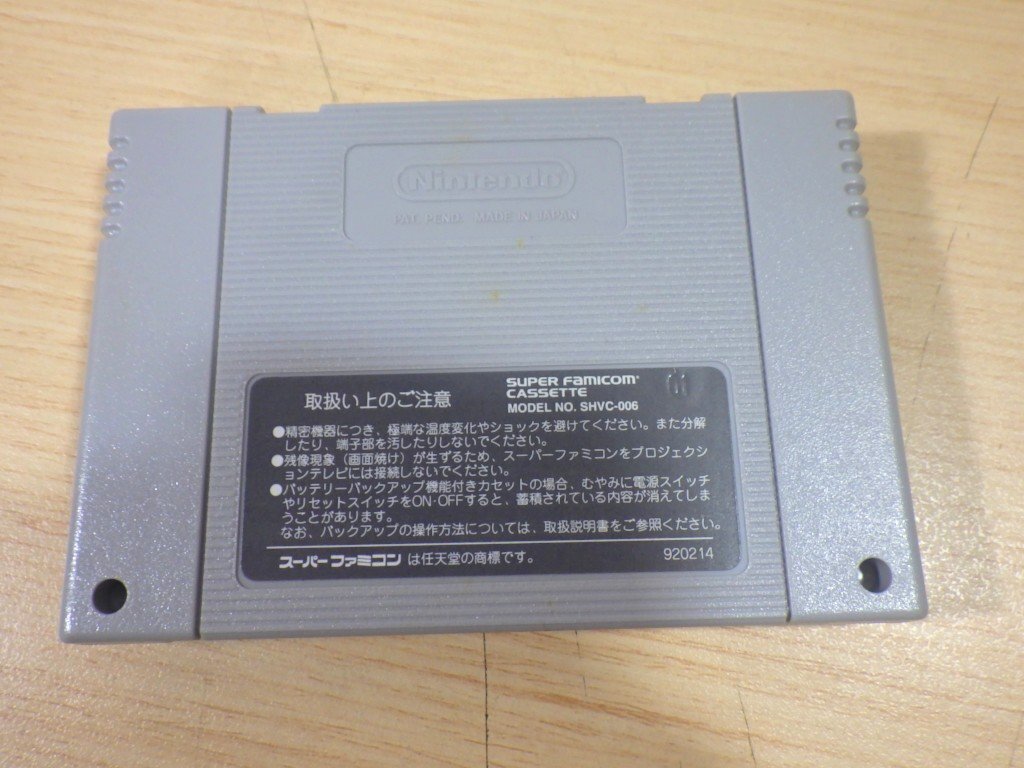 Nintendo
PAT. PEND. MADE IN JAPAN
取扱い上のご注意
SUPER FAMICOM
CASSETTE
MODEL NO. SHVC-006
●精密機器につき、極端な温度変化やショックを避けてください。また分解
したり、端子部を汚したりしないでください。
●残像現象（画面焼け）が生ずるため、スーパーファミコンをプロジェクシ
ョンテレビには接続しないでください。
●バッテリーバックアップ機能付きカセットの場合、むやみに電源スイッチ
やリセットスイッチをON・OFFすると、蓄積されている内容が消えてしま
うことがあります。
なお、バックアップの操作方法については、取扱説明書をご参照ください。
スーパーファミコン は任天堂の商標です。
920214